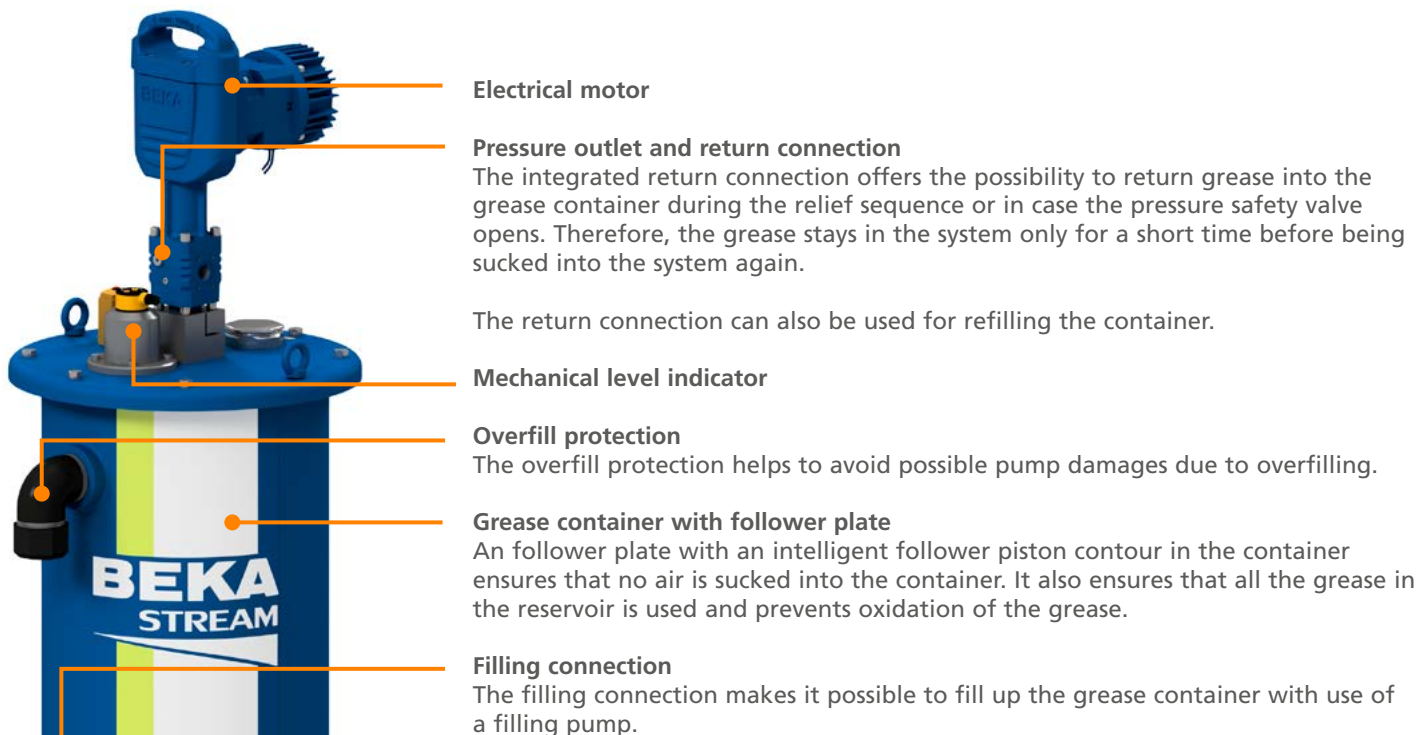 BEKA
Electrical motor
Pressure outlet and return connection
The integrated return connection offers the possibility to return grease into the
grease container during the relief sequence or in case the pressure safety valve
opens. Therefore, the grease stays in the system only for a short time before being
sucked into the system again.
The return connection can also be used for refilling the container.
Mechanical level indicator
Overfill protection
The overfill protection helps to avoid possible pump damages due to overfilling.
Grease container with follower plate
An follower plate with an intelligent follower piston contour in the container
ensures that no air is sucked into the container. It also ensures that all the grease in
the reservoir is used and prevents oxidation of the grease.
BEKA
STREAM
Filling connection
The filling connection makes it possible to fill up the grease container with use of
a filling pump.